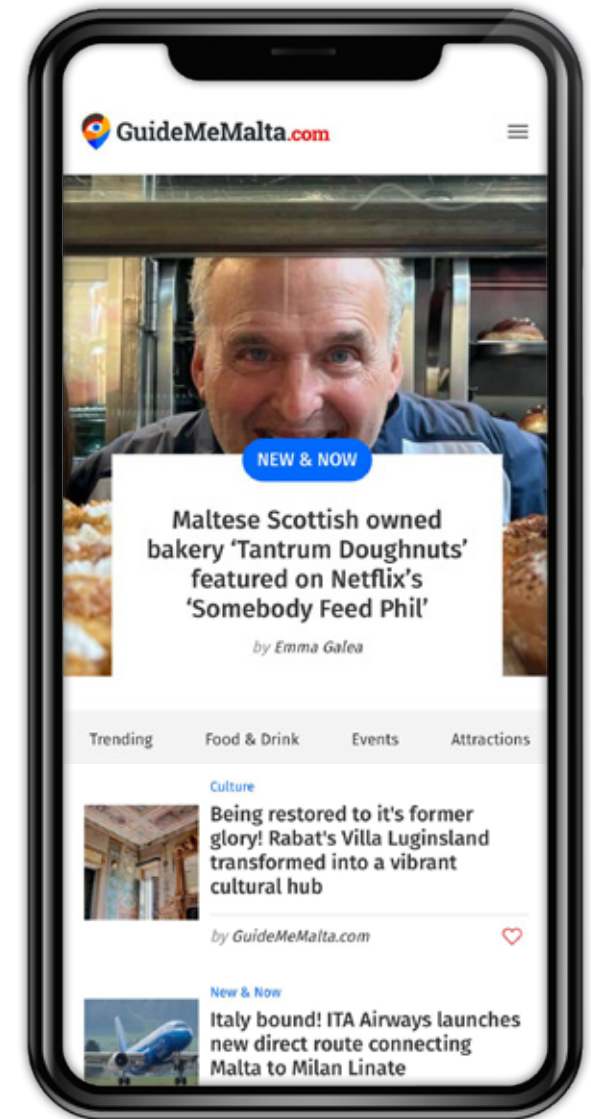 GuideMeMalta.com
NEW & NOW
Maltese Scottish owned
bakery ‘Tantrum Doughnuts’
featured on Netflix’s
‘Somebody Feed Phil’
by Emma Galea
Trending Food & Drink Events Attractions
Culture
Being restored to it's former
glory! Rabat's Villa Luginsland
transformed into a vibrant
cultural hub
by GuideMeMalta.com
New & Now
Italy bound! ITA Airways launches
new direct route connecting
Malta to Milan Linate